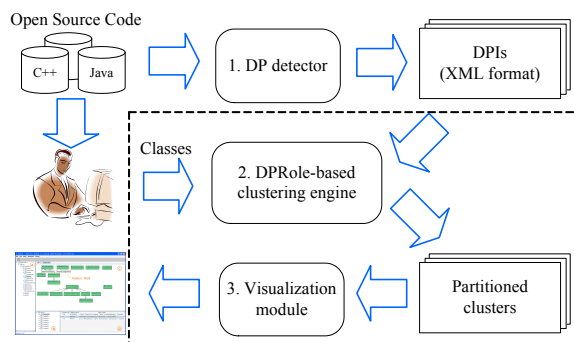 Open Source Code
C++
Java
1. DP detector
DPIs
(XML format)
Classes
2. DPRole-based
clustering engine
3. Visualization
module
Partitioned
clusters